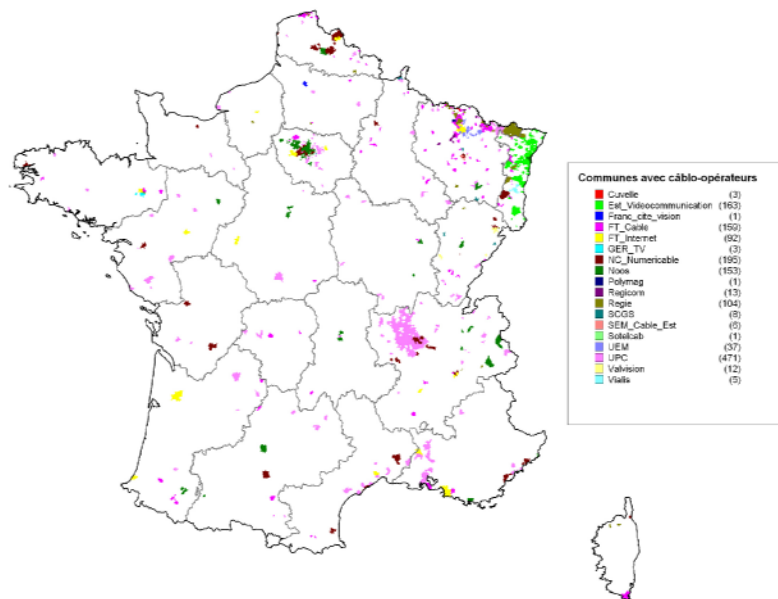 Communes avec câblo-opérateurs
Cuvelle (3)
Est_Videocommunication (163)
Franc_cite_vision (1)
FT_Cable (159)
FT_Internet (92)
GER_TV (3)
NC_Numericable (195)
Noos (153)
Polymag (1)
Regicom (13)
Regie (104)
SCGS (8)
SEM_Cable_Est (6)
Sotelcab (1)
UEM (37)
UPC (471)
Valvision (12)
Vialis (5)